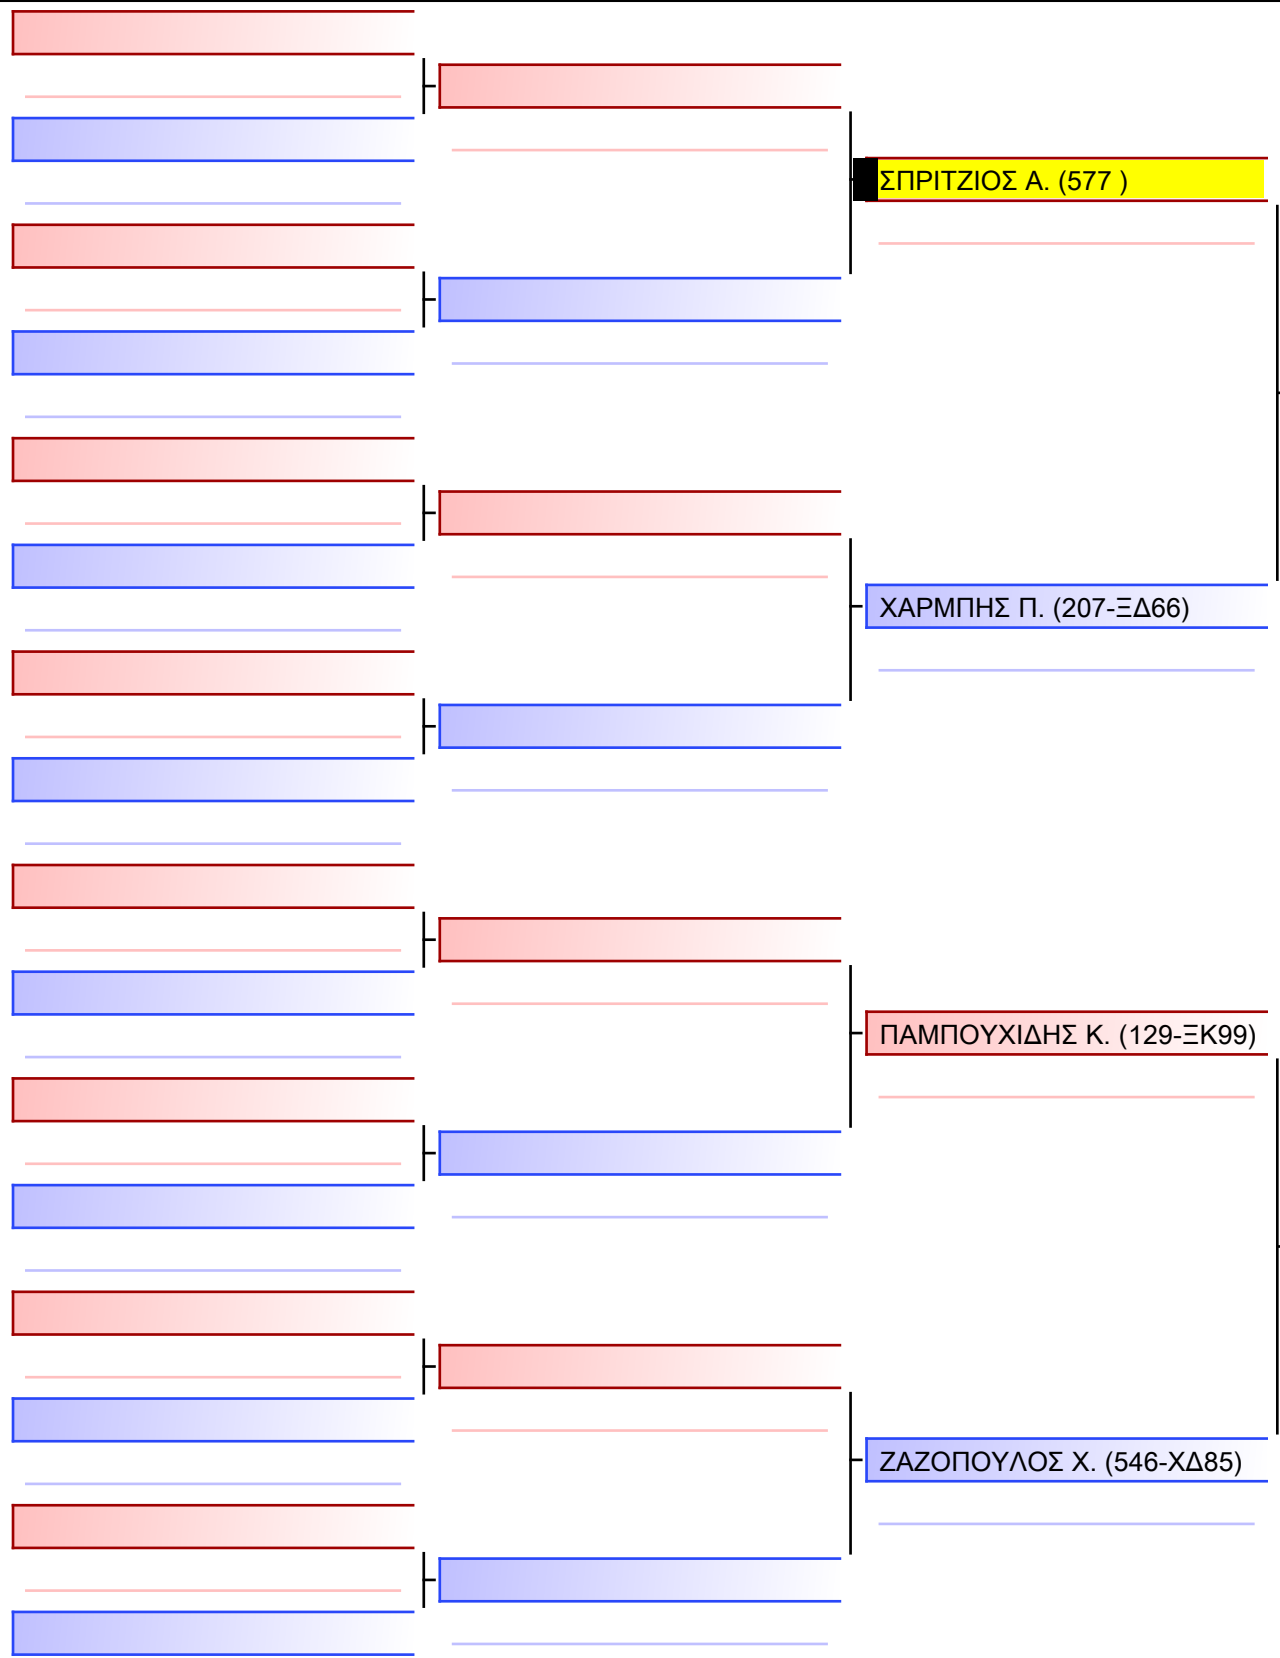 ΣΠΡΙΤΖΙΟΣ Α. (577 )
ΧΑΡΜΠΗΣ Π. (207-ΞΔ66)
ΠΑΜΠΟΥΧΙΔΗΣ Κ. (129-ΞΚ99)
ΖΑΖΟΠΟΥΛΟΣ Χ. (546-ΧΔ85)